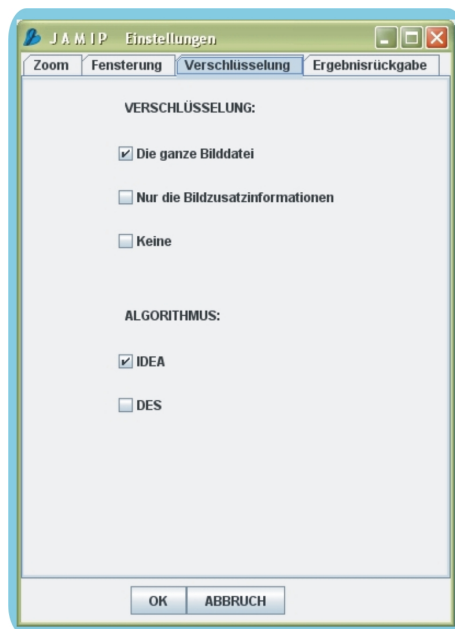 J A M I P Einstellungen
Zoom Fensterung Verschlüsselung Ergebnisrückgabe
VERSCHLÜSSELUNG:
Die ganze Bilddatei
Nur die Bildzusatzinformationen
Keine
ALGORITHMUS:
IDEA
DES
OK ABBRUCH